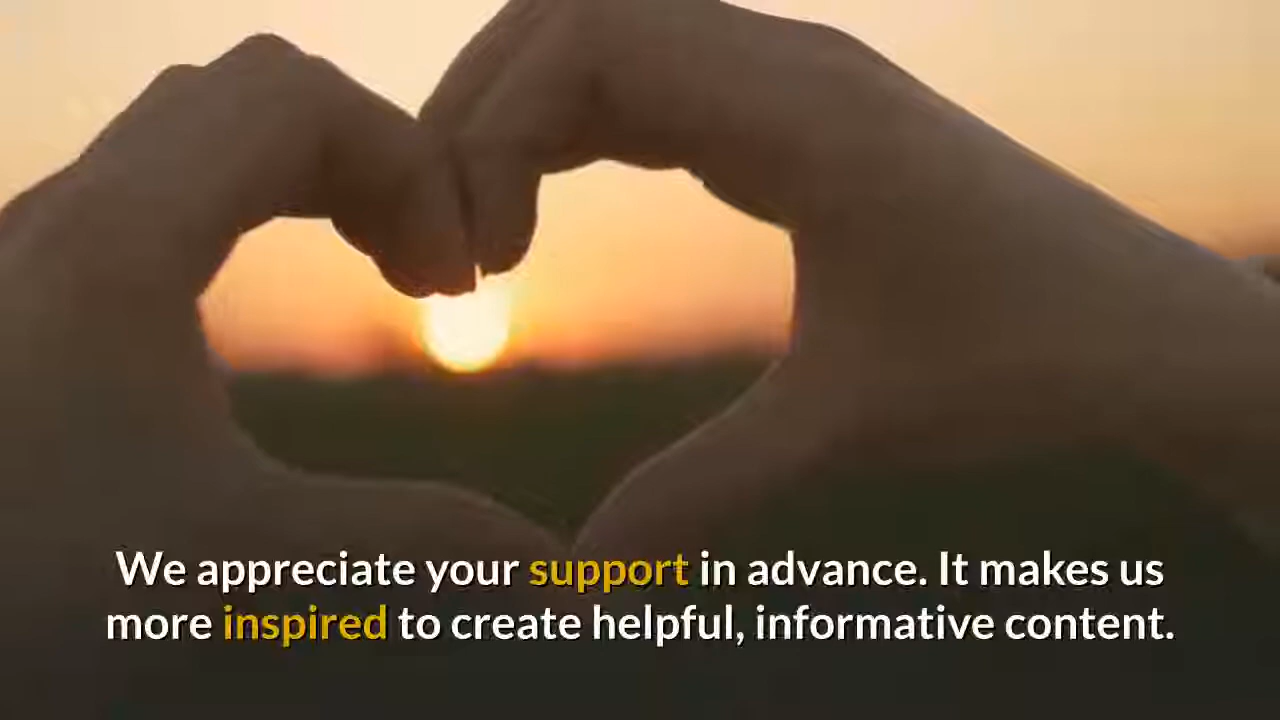 We appreciate your support in advance. It makes us
more inspired to create helpful, informative content.